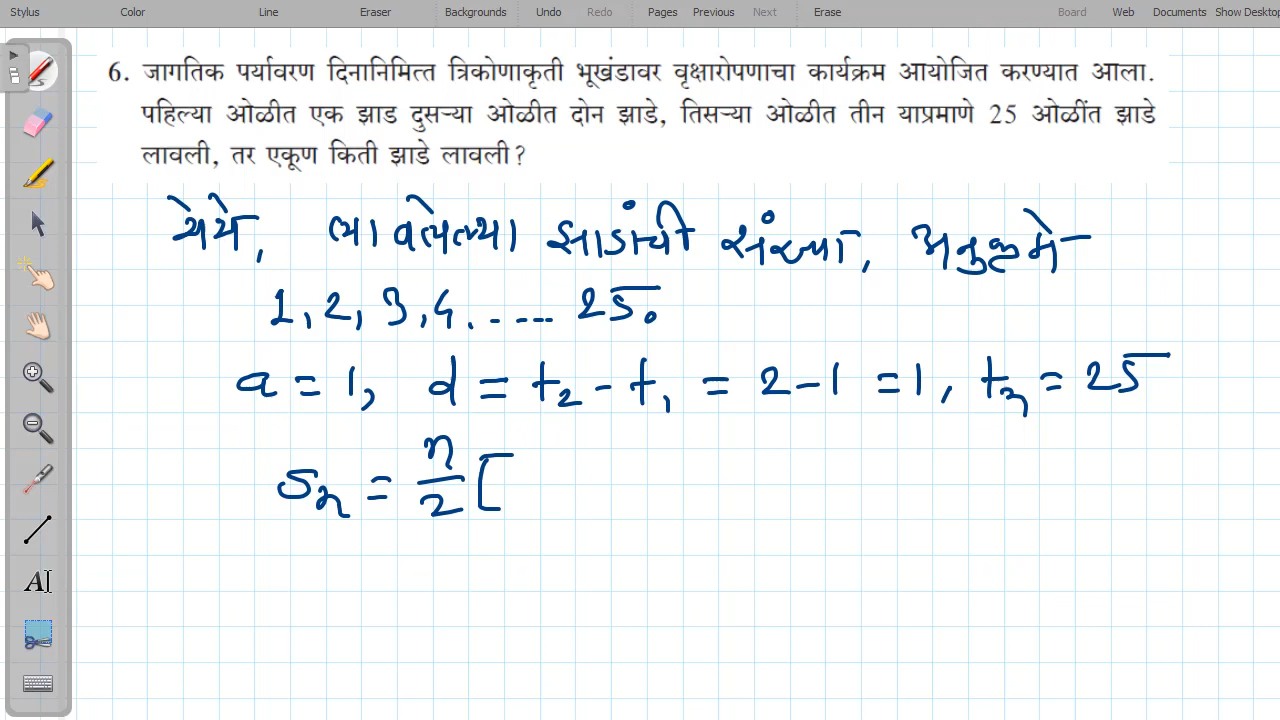 Stylus Color Line Eraser Backgrounds Undo Redo Pages Previous Next Erase Board Web Documents Show Desktop
6. जागतिक पर्यावरण दिनानिमित्त त्रिकोणाकृती भूखंडावर वृक्षारोपणाचा कार्यक्रम आयोजित करण्यात आला.
पहिल्या ओळीत एक झाड दुसऱ्या ओळीत दोन झाडे, तिसऱ्या ओळीत तीन याप्रमाणे 25 ओळींत झाडे
लावली, तर एकूण किती झाडे लावली?
येथे, लावलेल्या झाडांची संख्या, अनुक्रमे
1, 2, 3, 4, ..... 25.
a = 1, d = t₂ - t₁ = 2 - 1 = 1, tₙ = 25
Sₙ = n/2 [
A